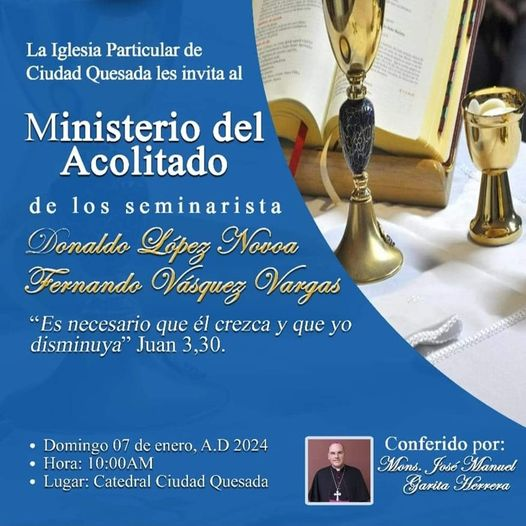 La Iglesia Particular de
Ciudad Quesada les invita al
Ministerio del
Acolitado
de los seminarista
Donaldo López Novoa
Fernando Vásquez Vargas
“Es necesario que él crezca y que yo
disminuya” Juan 3,30.
• Domingo 07 de enero, A.D 2024
• Hora: 10:00AM
• Lugar: Catedral Ciudad Quesada
Conferido por:
Mons. José Manuel
Garita Herrera